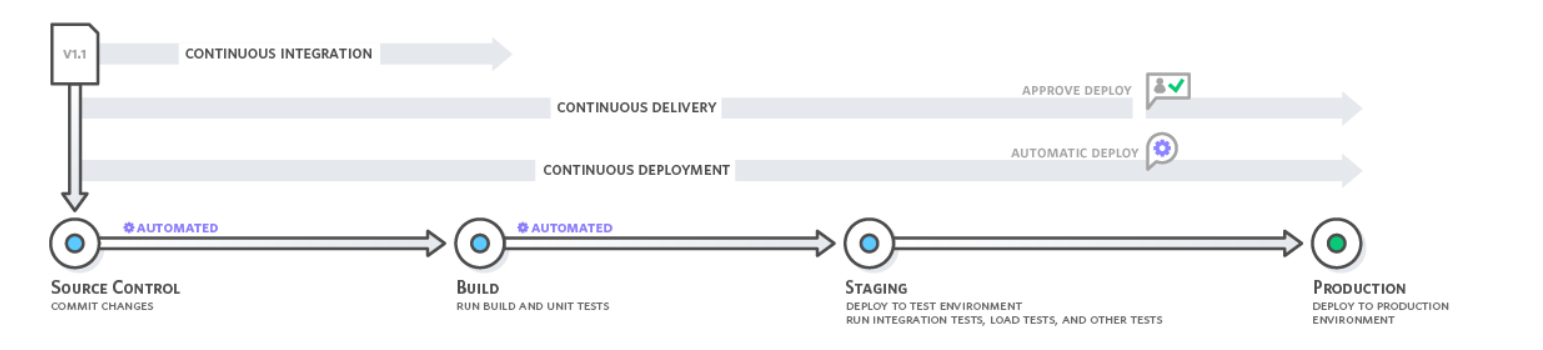 V1.1
CONTINUOUS INTEGRATION
APPROVE DEPLOY
CONTINUOUS DELIVERY
AUTOMATIC DEPLOY
CONTINUOUS DEPLOYMENT
AUTOMATED
AUTOMATED
SOURCE CONTROL
COMMIT CHANGES
BUILD
RUN BUILD AND UNIT TESTS
STAGING
DEPLOY TO TEST ENVIRONMENT
RUN INTEGRATION TESTS, LOAD TESTS, AND OTHER TESTS
PRODUCTION
DEPLOY TO PRODUCTION
ENVIRONMENT